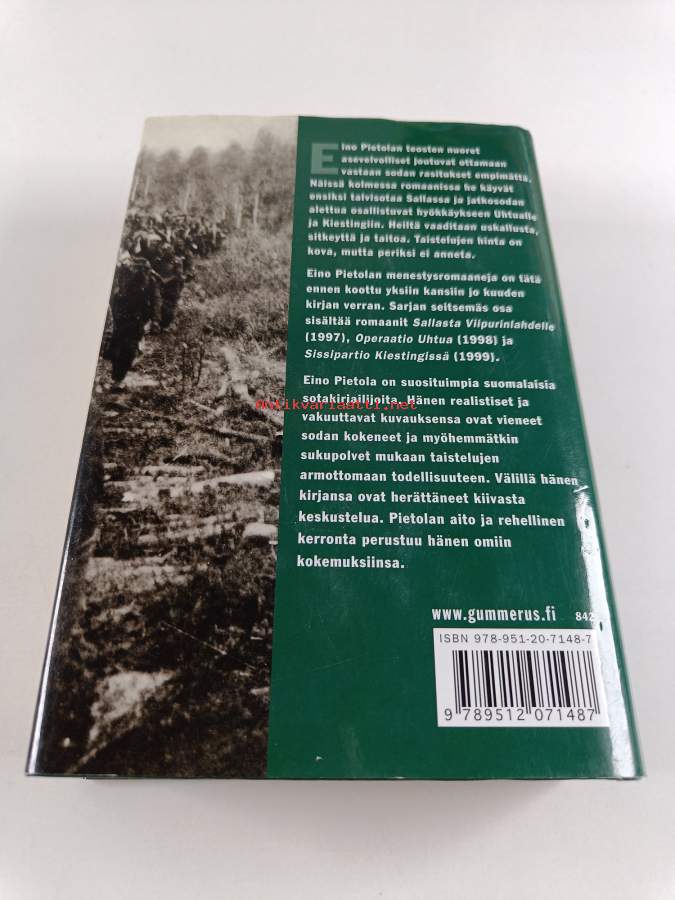 Eino Pietolan teosten nuoret
asevelvolliset joutuvat ottamaan
vastaan sodan rasitukset empimättä.
Näissä kolmessa romaanissa he käyvät
ensiksi talvisotaa Sallassa ja jatkosodan
alettua osallistuvat hyökkäykseen Uhtualle
ja Kiestingiin. Heiltä vaaditaan uskallusta,
sitkeyttä ja taitoa. Taistelujen hinta on
kova, mutta periksi ei anneta.
Eino Pietolan menestysromaaneja on tätä
ennen koottu yksiin kansiin jo kuuden
kirjan verran. Sarjan seitsemäs osa
sisältää romaanit Sallasta Viipurinlahdelle
(1997), Operaatio Uhtua (1998) ja
Sissipartio Kiestingissä (1999).
Eino Pietola on suosituimpia suomalaisia
sotakirjailijoita. Hänen realistiset ja
vakuuttavat kuvauksensa ovat vieneet
sodan kokeneet ja myöhemmätkin
sukupolvet mukaan taistelujen
armottomaan todellisuuteen. Välillä hänen
kirjansa ovat herättäneet kiivasta
keskustelua. Pietolan aito ja rehellinen
kerronta perustuu hänen omiin
kokemuksiinsa.
Antikvariaatti.net
www.gummerus.fi 842
ISBN 978-951-20-7148-7
9 789512 071487